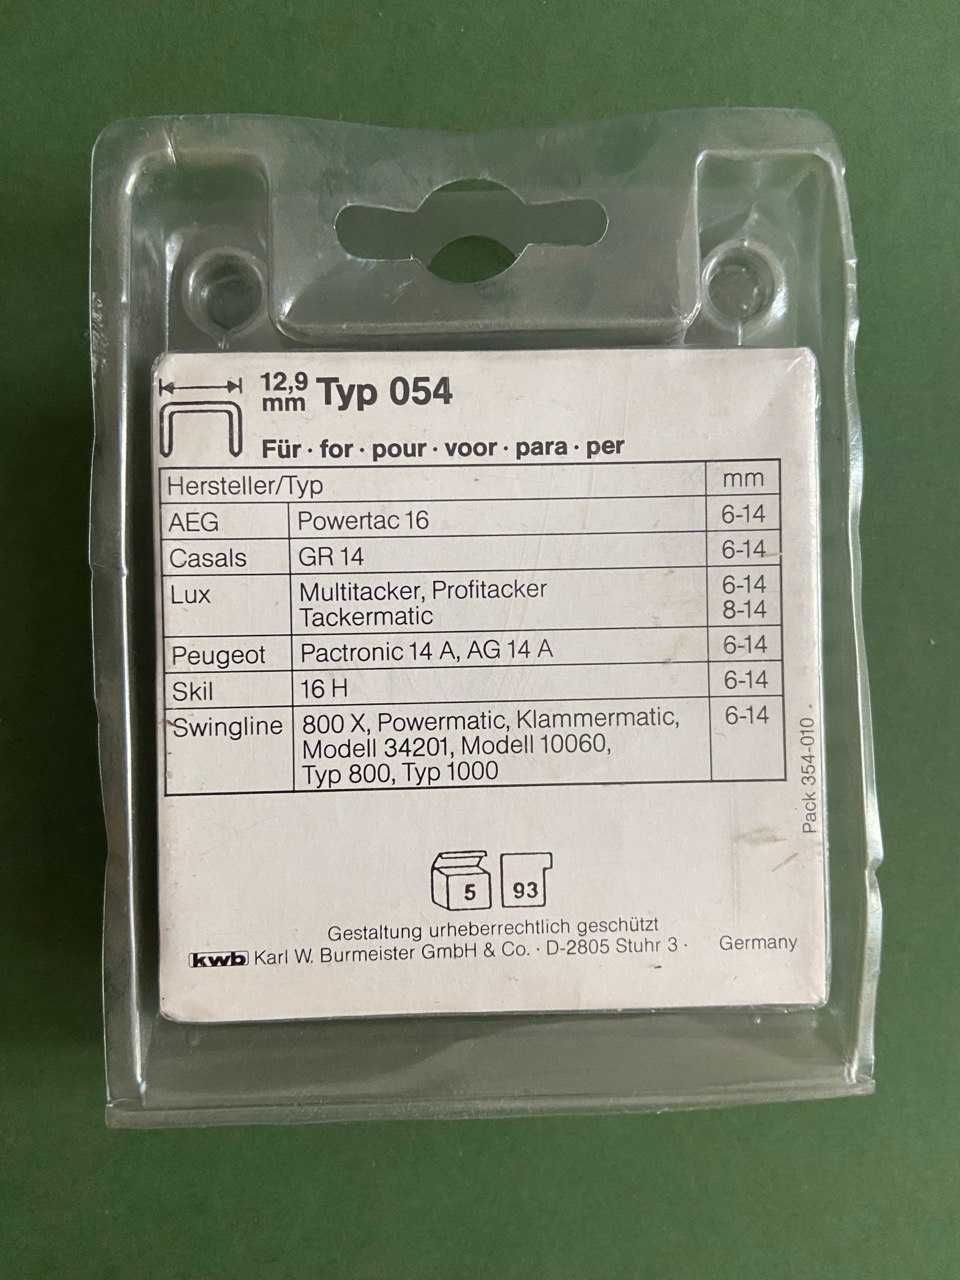 12,9 mm Typ 054
Für · for · pour · voor · para · per
Hersteller/Typ mm
AEG Powertac 16 6-14
Casals GR 14 6-14
Lux Multitacker, Profitacker 6-14
Tackermatic 8-14
Peugeot Pactronic 14 A, AG 14 A 6-14
Skil 16 H 6-14
Swingline 800 X, Powermatic, Klammermatic, 6-14
Modell 34201, Modell 10060,
Typ 800, Typ 1000
Pack 354-010
5 93
Gestaltung urheberrechtlich geschützt
kwb Karl W. Burmeister GmbH & Co. · D-2805 Stuhr 3 · Germany